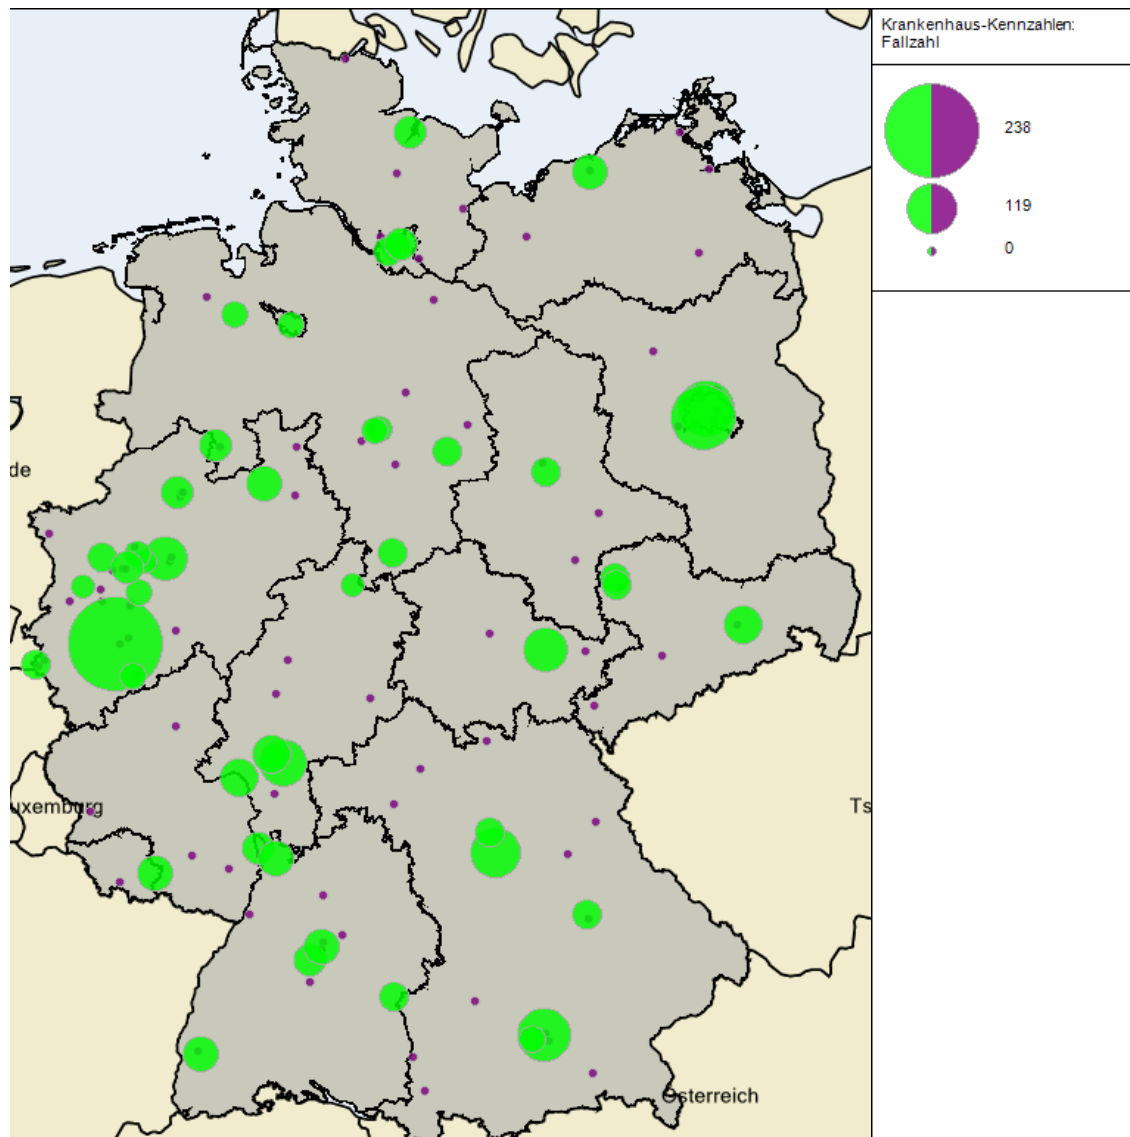 Krankenhaus-Kennzahlen:
Fallzahl
238
119
0
de
uxemburg
Ts
Österreich